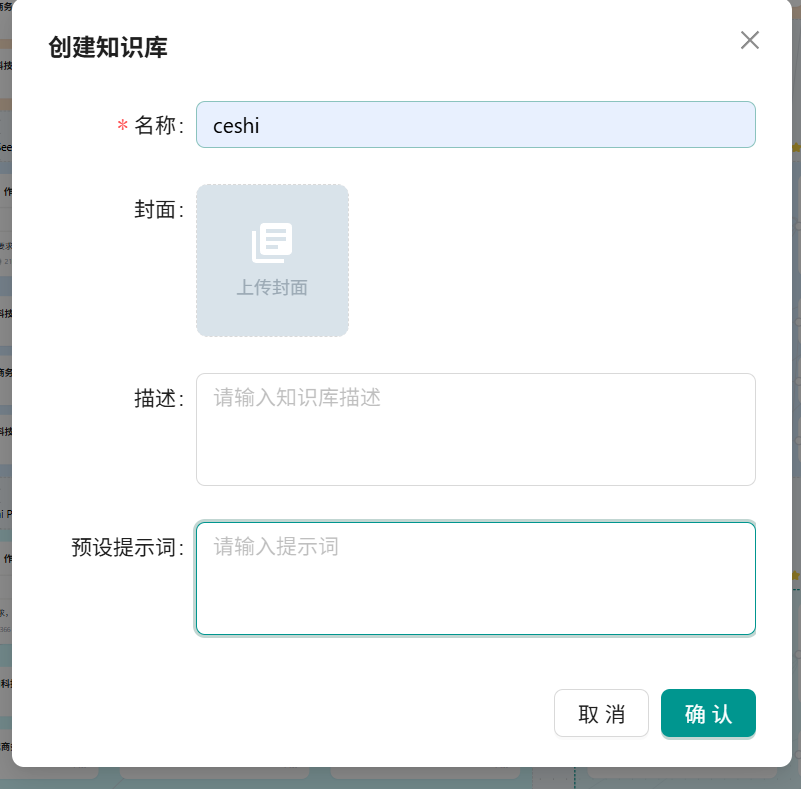 创建知识库
* 名称: ceshi
封面:
上传封面
描述: 请输入知识库描述
预设提示词: 请输入提示词
取 消 确 认